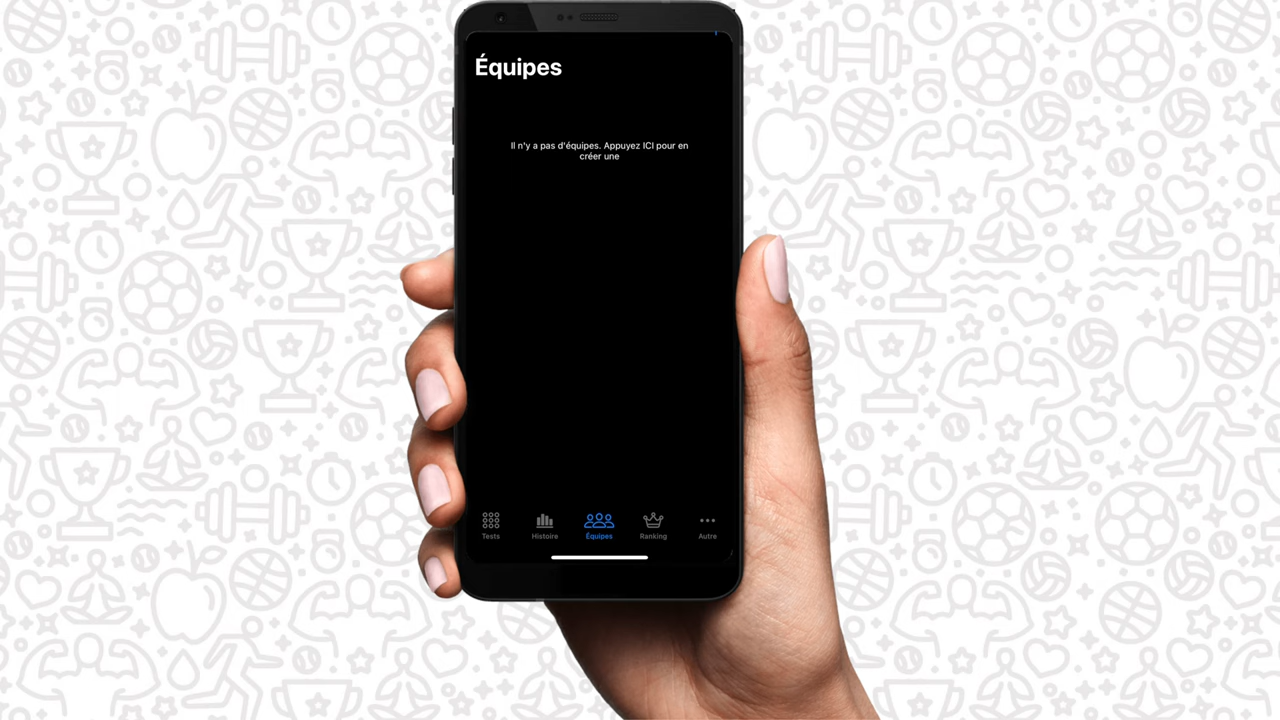 Équipes
Il n'y a pas d'équipes. Appuyez ICI pour en
créer une
Tests
Histoire
Équipes
Ranking
Autre